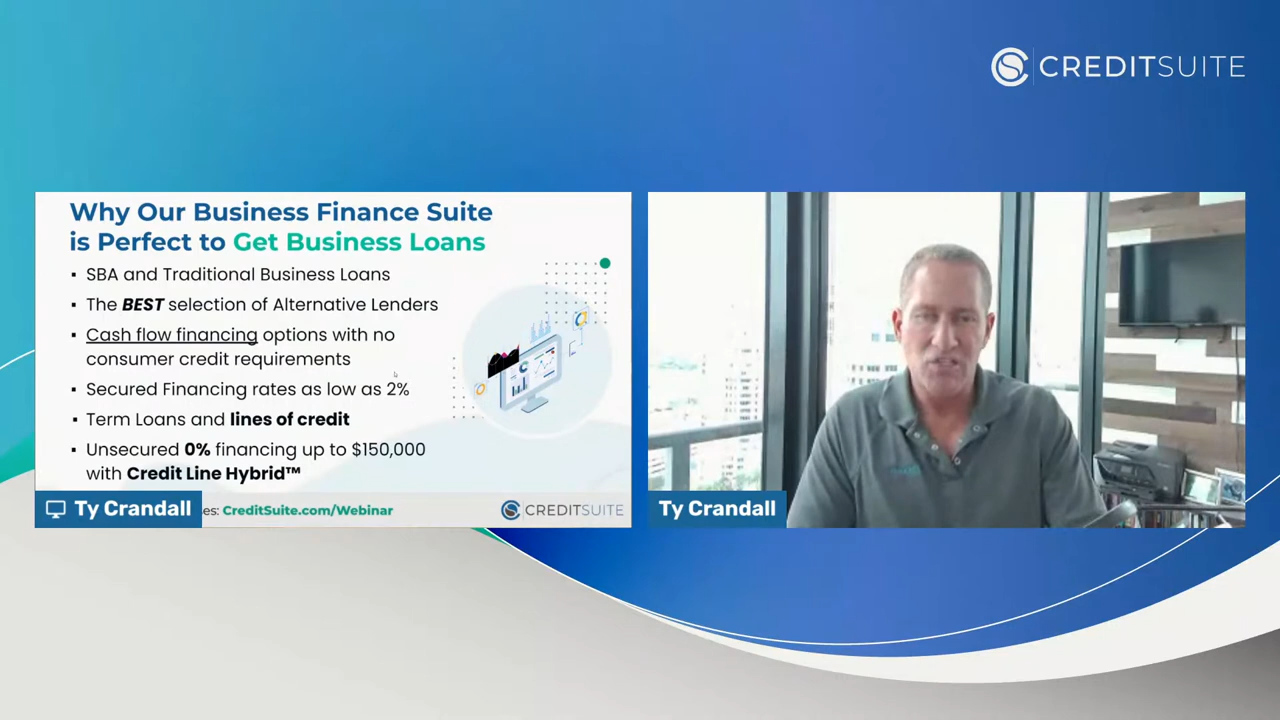 CREDITSUITE
Why Our Business Finance Suite
is Perfect to Get Business Loans
▪ SBA and Traditional Business Loans
▪ The BEST selection of Alternative Lenders
▪ Cash flow financing options with no
consumer credit requirements
▪ Secured Financing rates as low as 2%
▪ Term Loans and lines of credit
▪ Unsecured 0% financing up to $150,000
with Credit Line Hybrid™
Ty Crandall
CreditSuite.com/Webinar
CREDITSUITE
Ty Crandall